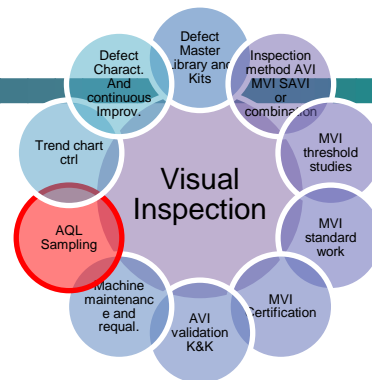 Defect
Master
Library and
Kits
Inspection
method AVI
MVI SAVI
or
combination
MVI
threshold
studies
MVI
standard
work
MVI
Certification
AVI
validation
K&K
Machine
maintenanc
e and
requal.
AQL
Sampling
Trend chart
ctrl
Defect
Charact.
And
continuous
Improv.
Visual
Inspection